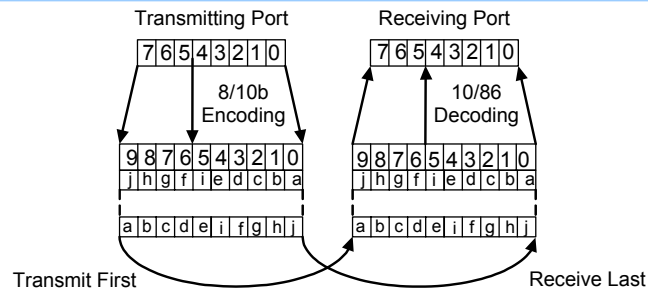 Transmitting Port Receiving Port
7 6 5 4 3 2 1 0 7 6 5 4 3 2 1 0
8/10b 10/86
Encoding Decoding
9 8 7 6 5 4 3 2 1 0 9 8 7 6 5 4 3 2 1 0
j h g f i e d c b a j h g f i e d c b a
a b c d e i f g h j a b c d e i f g h j
Transmit First Receive Last